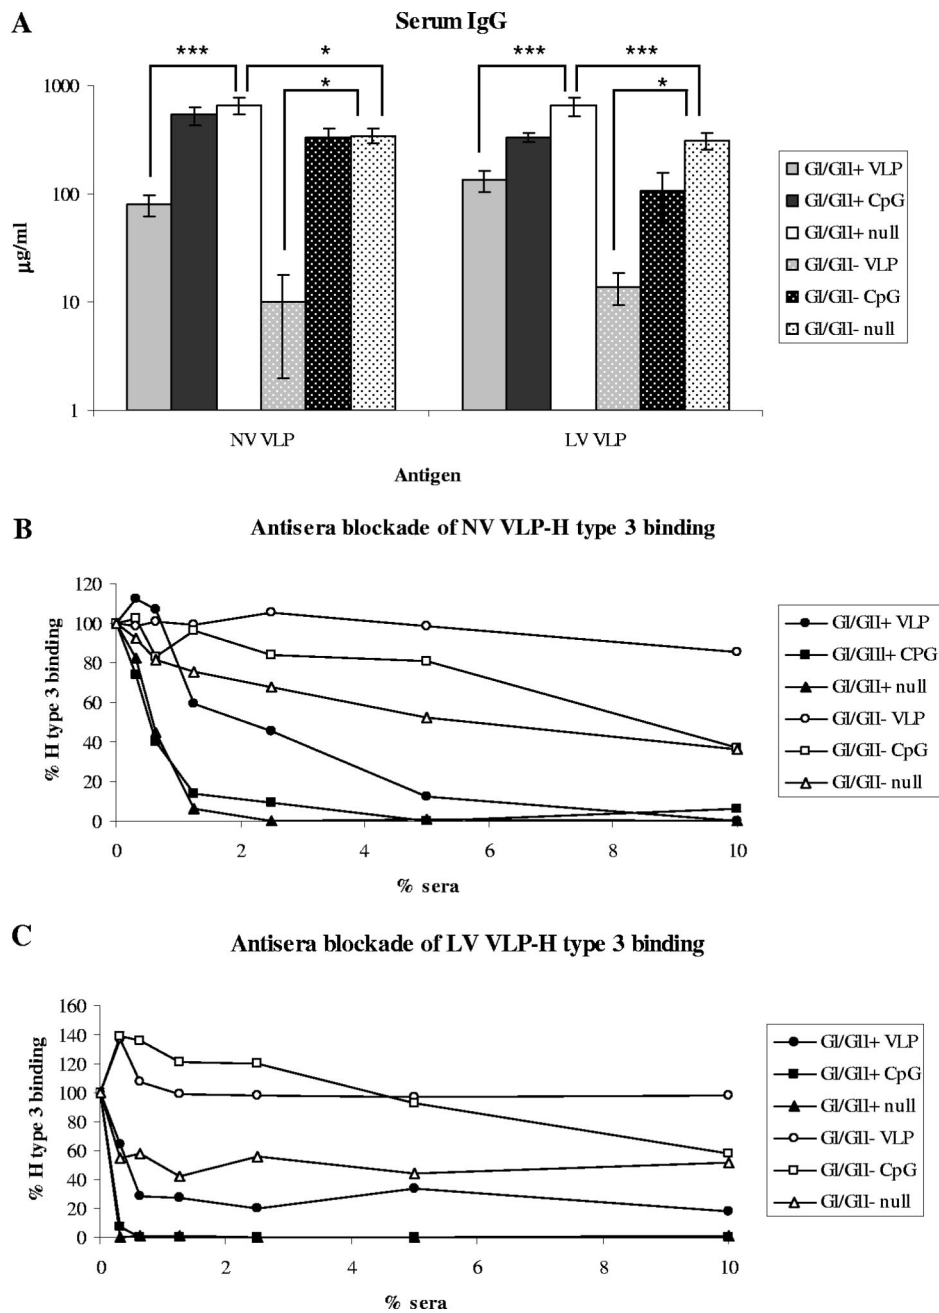 A
Serum IgG
*** * *** ***
* *
1000
100
10
1
µg/ml
NV VLP LV VLP
Antigen
GI/GII+ VLP
GI/GII+ CpG
GI/GII+ null
GI/GII- VLP
GI/GII- CpG
GI/GII- null
B
Antisera blockade of NV VLP-H type 3 binding
120
100
80
60
40
20
0
% H type 3 binding
0 2 4 6 8 10
% sera
GI/GII+ VLP
GI/GIII+ CPG
GI/GII+ null
GI/GII- VLP
GI/GII- CpG
GI/GII- null
C
Antisera blockade of LV VLP-H type 3 binding
160
140
120
100
80
60
40
20
0
% H type 3 binding
0 2 4 6 8 10
% sera
GI/GII+ VLP
GI/GII+ CpG
GI/GII+ null
GI/GII- VLP
GI/GII- CpG
GI/GII- null